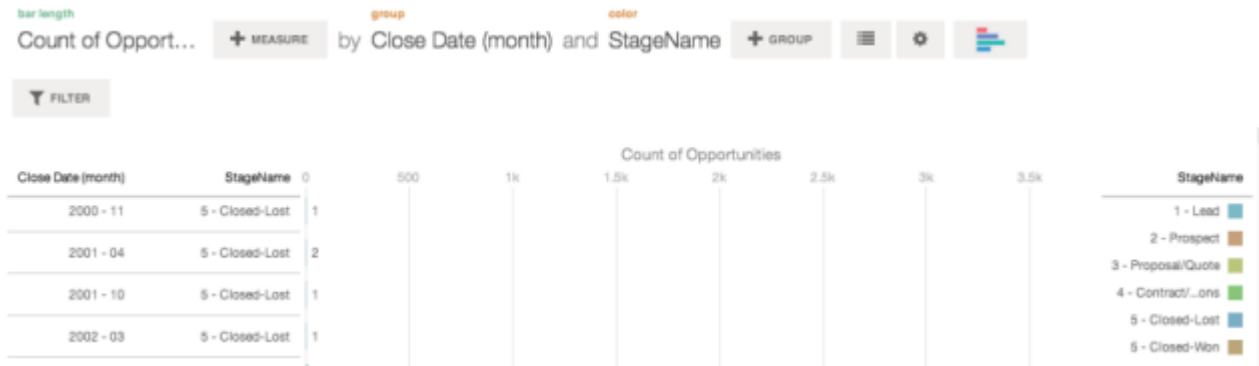 bar length group color
Count of Opport... + MEASURE by Close Date (month) and StageName + GROUP
FILTER
Count of Opportunities
Close Date (month) StageName 0 500 1k 1.5k 2k 2.5k 3k 3.5k StageName
2000 - 11 5 - Closed-Lost 1 1 - Lead
2 - Prospect
2001 - 04 5 - Closed-Lost 2
3 - Proposal/Quote
2001 - 10 5 - Closed-Lost 1 4 - Contract/...ons
5 - Closed-Lost
2002 - 03 5 - Closed-Lost 1
5 - Closed-Won